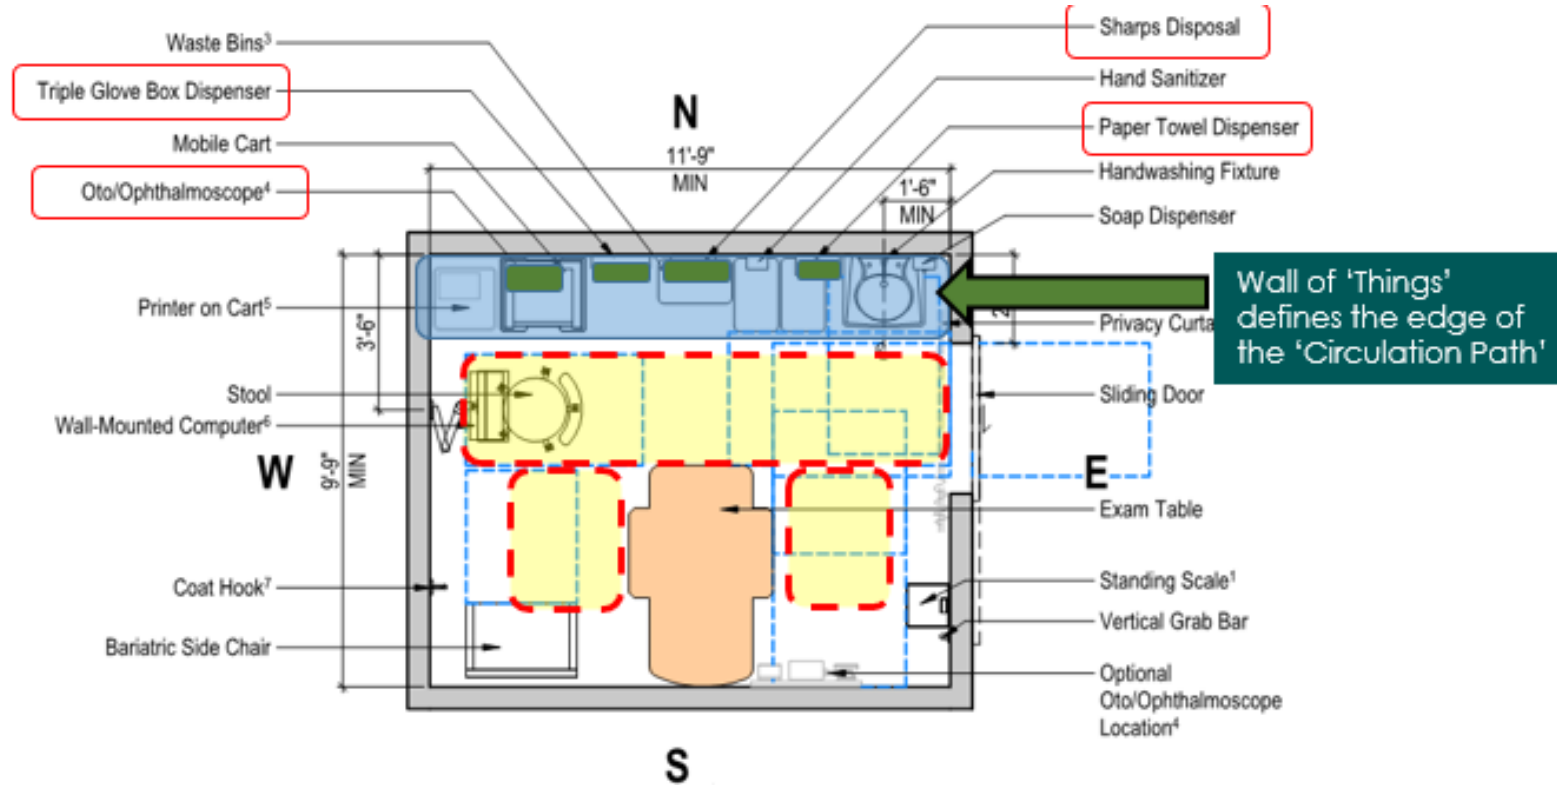 Waste Bins³
Triple Glove Box Dispenser
Mobile Cart
Oto/Ophthalmoscope⁴
Printer on Cart⁵
Stool
Wall-Mounted Computer⁶
Coat Hook⁷
Bariatric Side Chair
N
11'-9"
MIN
1'-6"
MIN
3'-6"
9'-9"
MIN
W
E
S
Sharps Disposal
Hand Sanitizer
Paper Towel Dispenser
Handwashing Fixture
Soap Dispenser
Privacy
Sliding Door
Exam Table
Standing Scale¹
Vertical Grab Bar
Optional
Oto/Ophthalmoscope
Location⁴
Wall of ‘Things’
defines the edge of
the ‘Circulation Path’